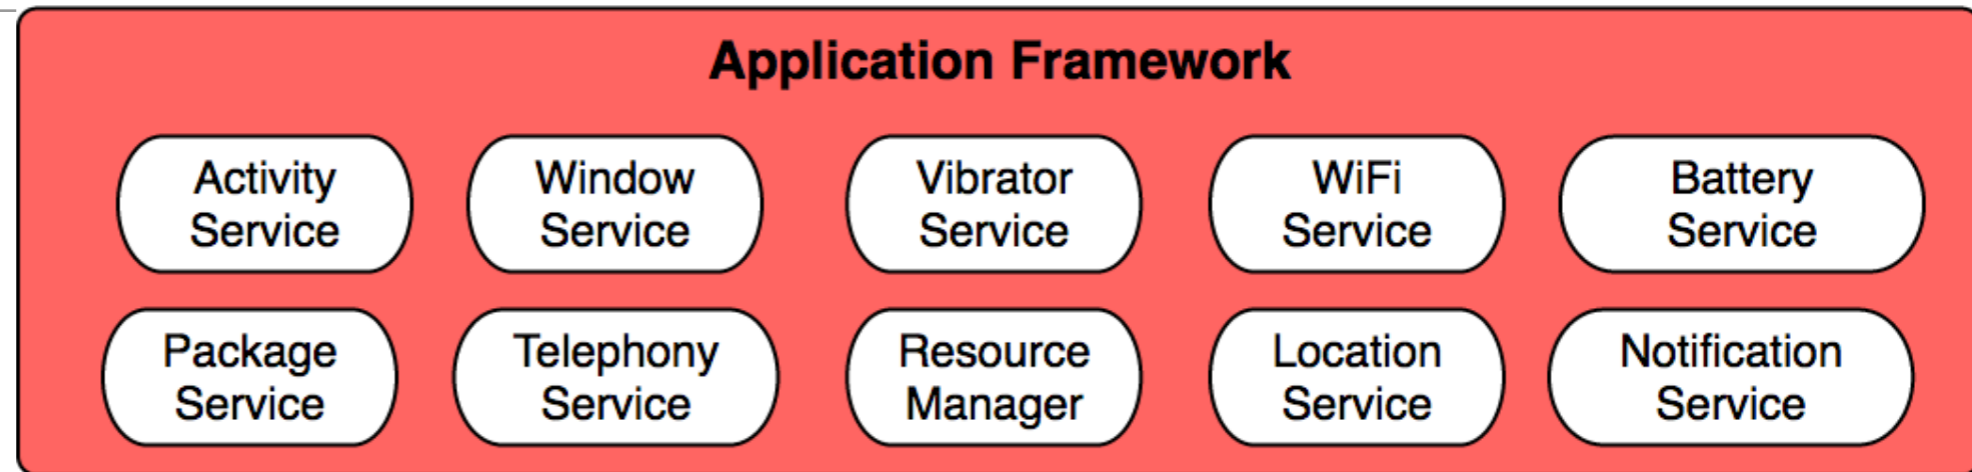 Application Framework
Activity
Service
Window
Service
Vibrator
Service
WiFi
Service
Battery
Service
Package
Service
Telephony
Service
Resource
Manager
Location
Service
Notification
Service